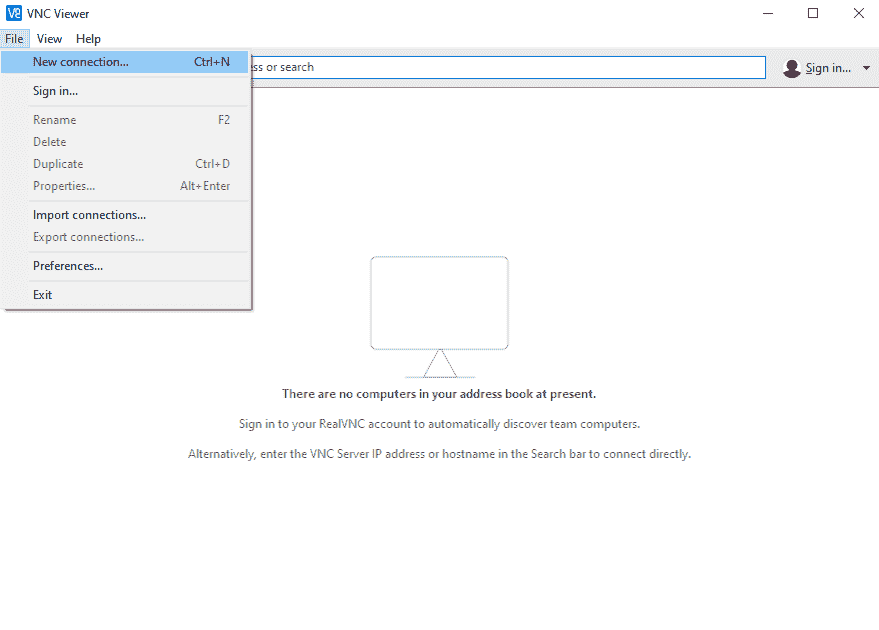 VNC Viewer
File View Help
New connection... Ctrl+N
ss or search
Sign in...
Sign in...
Rename F2
Delete
Duplicate Ctrl+D
Properties... Alt+Enter
Import connections...
Export connections...
Preferences...
Exit
There are no computers in your address book at present.
Sign in to your RealVNC account to automatically discover team computers.
Alternatively, enter the VNC Server IP address or hostname in the Search bar to connect directly.